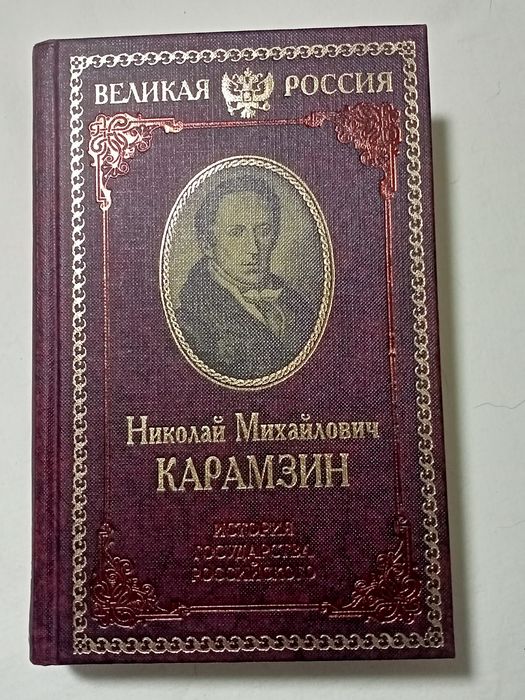 ВЕЛИКАЯ РОССИЯ
Николай Михайлович
КАРАМЗИН
ИСТОРИЯ
ГОСУДАРСТВА
РОССИЙСКОГО